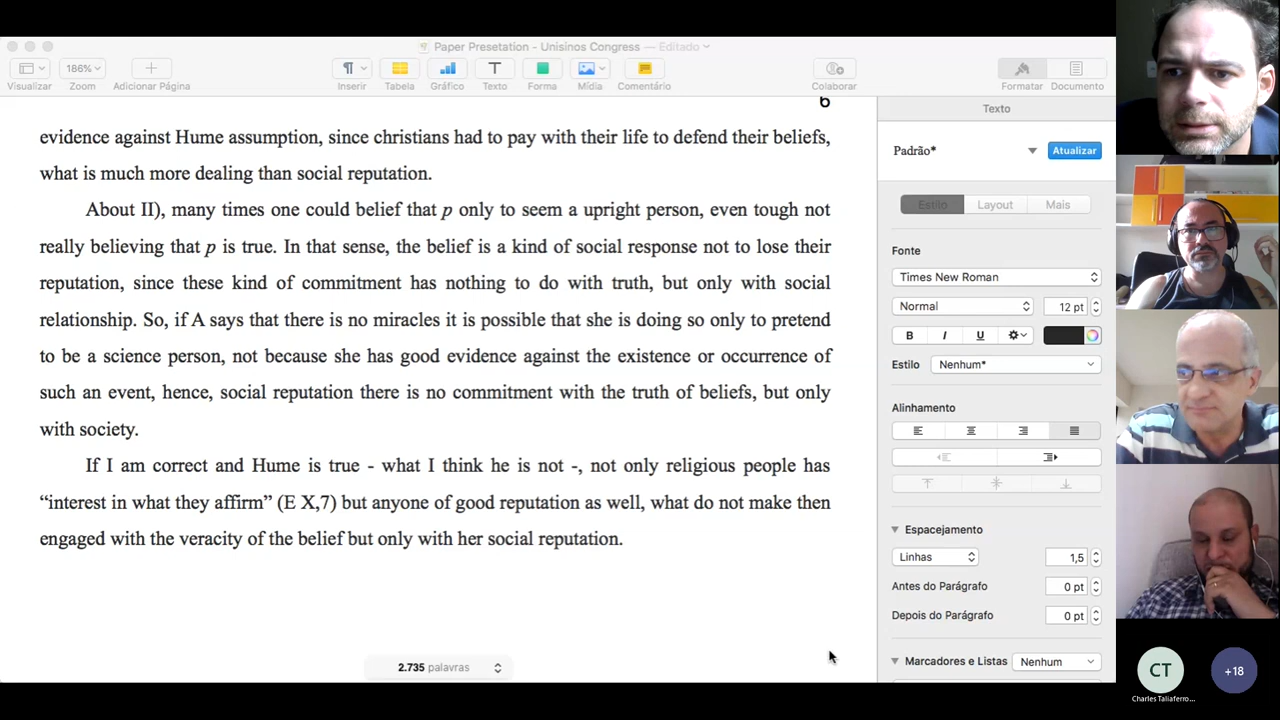 Paper Presetation - Unisinos Congress — Editado
186%
Visualizar Zoom Adicionar Página Inserir Tabela Gráfico Texto Forma Mídia Comentário Colaborar Formatar Documento
6
evidence against Hume assumption, since christians had to pay with their life to defend their beliefs,
what is much more dealing than social reputation.
About II), many times one could belief that p only to seem a upright person, even tough not
really believing that p is true. In that sense, the belief is a kind of social response not to lose their
reputation, since these kind of commitment has nothing to do with truth, but only with social
relationship. So, if A says that there is no miracles it is possible that she is doing so only to pretend
to be a science person, not because she has good evidence against the existence or occurrence of
such an event, hence, social reputation there is no commitment with the truth of beliefs, but only
with society.
If I am correct and Hume is true - what I think he is not -, not only religious people has
“interest in what they affirm” (E X,7) but anyone of good reputation as well, what do not make then
engaged with the veracity of the belief but only with her social reputation.
2.735 palavras
Texto
Padrão*
Atualizar
Estilo Layout Mais
Fonte
Times New Roman
Normal 12 pt
B I U
Estilo Nenhum*
Alinhamento
Espacejamento
Linhas 1,5
Antes do Parágrafo 0 pt
Depois do Parágrafo 0 pt
Marcadores e Listas Nenhum
CT
+18
Charles Taliaferro...